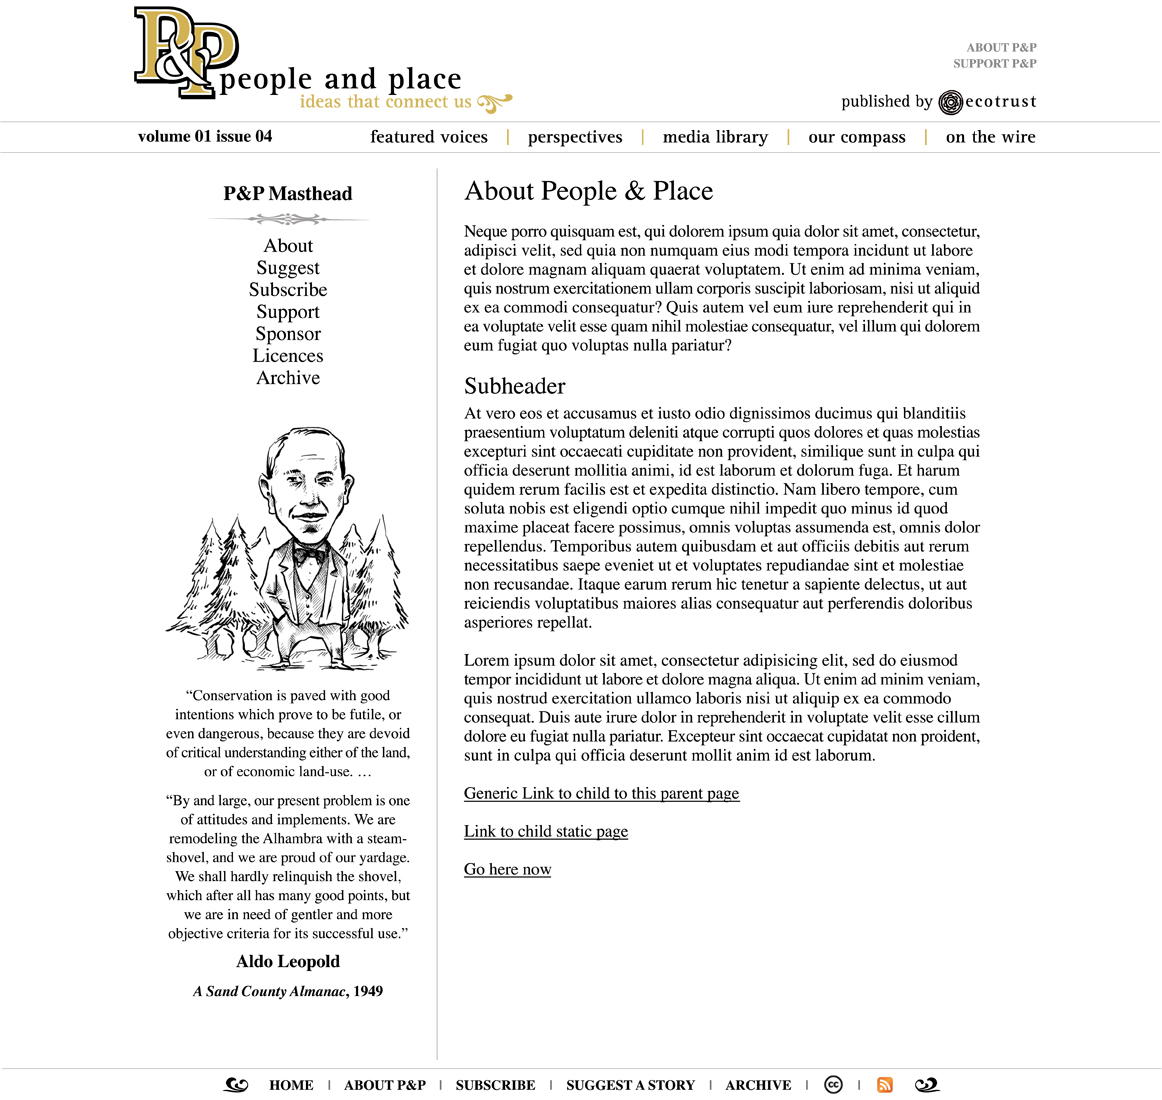 P&P
people and place
ideas that connect us
ABOUT P&P
SUPPORT P&P
published by ecotrust
volume 01 issue 04
featured voices | perspectives | media library | our compass | on the wire
P&P Masthead
About
Suggest
Subscribe
Support
Sponsor
Licences
Archive
“Conservation is paved with good
intentions which prove to be futile, or
even dangerous, because they are devoid
of critical understanding either of the land,
or of economic land-use. …
“By and large, our present problem is one
of attitudes and implements. We are
remodeling the Alhambra with a steam-
shovel, and we are proud of our yardage.
We shall hardly relinquish the shovel,
which after all has many good points, but
we are in need of gentler and more
objective criteria for its successful use.”
Aldo Leopold
A Sand County Almanac, 1949
About People & Place
Neque porro quisquam est, qui dolorem ipsum quia dolor sit amet, consectetur,
adipisci velit, sed quia non numquam eius modi tempora incidunt ut labore
et dolore magnam aliquam quaerat voluptatem. Ut enim ad minima veniam,
quis nostrum exercitationem ullam corporis suscipit laboriosam, nisi ut aliquid
ex ea commodi consequatur? Quis autem vel eum iure reprehenderit qui in
ea voluptate velit esse quam nihil molestiae consequatur, vel illum qui dolorem
eum fugiat quo voluptas nulla pariatur?
Subheader
At vero eos et accusamus et iusto odio dignissimos ducimus qui blanditiis
praesentium voluptatum deleniti atque corrupti quos dolores et quas molestias
excepturi sint occaecati cupiditate non provident, similique sunt in culpa qui
officia deserunt mollitia animi, id est laborum et dolorum fuga. Et harum
quidem rerum facilis est et expedita distinctio. Nam libero tempore, cum
soluta nobis est eligendi optio cumque nihil impedit quo minus id quod
maxime placeat facere possimus, omnis voluptas assumenda est, omnis dolor
repellendus. Temporibus autem quibusdam et aut officiis debitis aut rerum
necessitatibus saepe eveniet ut et voluptates repudiandae sint et molestiae
non recusandae. Itaque earum rerum hic tenetur a sapiente delectus, ut aut
reiciendis voluptatibus maiores alias consequatur aut perferendis doloribus
asperiores repellat.
Lorem ipsum dolor sit amet, consectetur adipisicing elit, sed do eiusmod
tempor incididunt ut labore et dolore magna aliqua. Ut enim ad minim veniam,
quis nostrud exercitation ullamco laboris nisi ut aliquip ex ea commodo
consequat. Duis aute irure dolor in reprehenderit in voluptate velit esse cillum
dolore eu fugiat nulla pariatur. Excepteur sint occaecat cupidatat non proident,
sunt in culpa qui officia deserunt mollit anim id est laborum.
Generic Link to child to this parent page
Link to child static page
Go here now
HOME | ABOUT P&P | SUBSCRIBE | SUGGEST A STORY | ARCHIVE | cc |